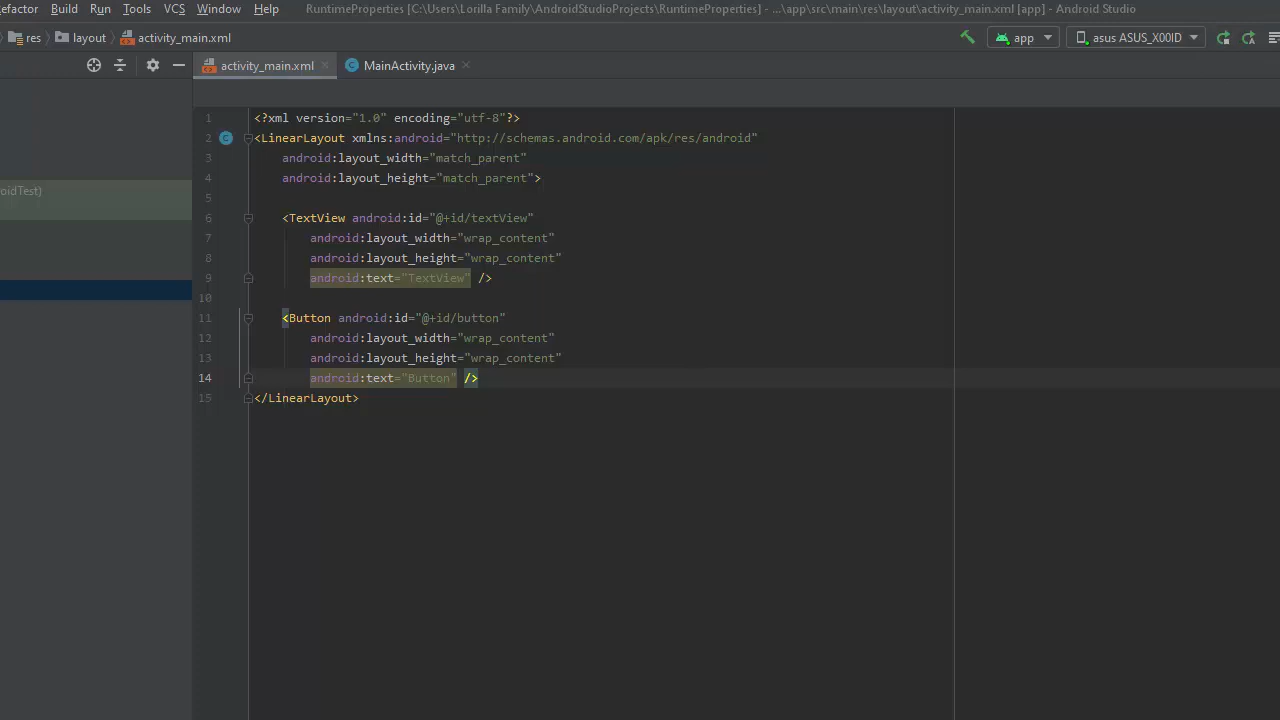 efactor Build Run Tools VCS Window Help RuntimeProperties [C:\Users\Lorilla Family\AndroidStudioProjects\RuntimeProperties] - ...\app\src\main\res\layout\activity_main.xml [app] - Android Studio
res layout activity_main.xml app asus ASUS_X00ID
activity_main.xml MainActivity.java
1 <?xml version="1.0" encoding="utf-8"?>
2 <LinearLayout xmlns:android="http://schemas.android.com/apk/res/android"
3 android:layout_width="match_parent"
4 android:layout_height="match_parent">
5
oidTest)
6 <TextView android:id="@+id/textView"
7 android:layout_width="wrap_content"
8 android:layout_height="wrap_content"
9 android:text="TextView" />
10
11 <Button android:id="@+id/button"
12 android:layout_width="wrap_content"
13 android:layout_height="wrap_content"
14 android:text="Button" />
15 </LinearLayout>